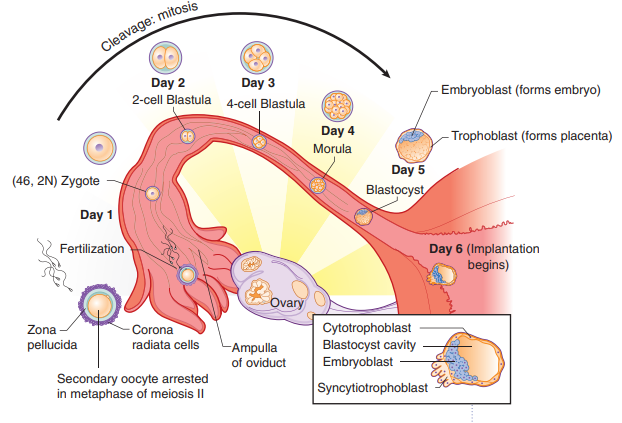 Cleavage: mitosis
Day 2
2-cell Blastula
Day 3
4-cell Blastula
Day 4
Morula
Embryoblast (forms embryo)
Trophoblast (forms placenta)
Day 5
Blastocyst
(46, 2N) Zygote
Day 1
Fertilization
Day 6 (Implantation
begins)
Ovary
Zona
pellucida
Corona
radiata cells
Ampulla
of oviduct
Secondary oocyte arrested
in metaphase of meiosis II
Cytotrophoblast
Blastocyst cavity
Embryoblast
Syncytiotrophoblast